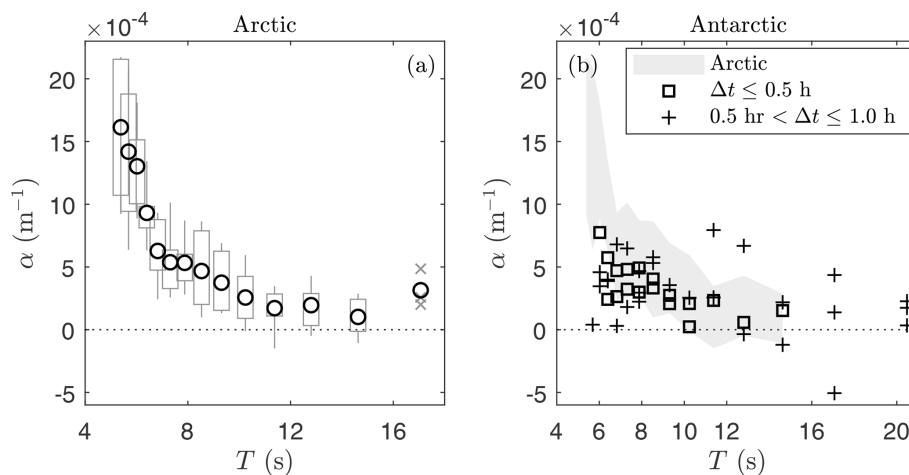 Arctic
Antarctic
×10⁻⁴
×10⁻⁴
(a)
(b)
Arctic
Δt ≤ 0.5 h
0.5 hr < Δt ≤ 1.0 h
20
15
10
5
0
-5
α (m⁻¹)
4
8
12
16
T (s)
20
15
10
5
0
-5
α (m⁻¹)
4
6
8
10
12
14
16
20
T (s)